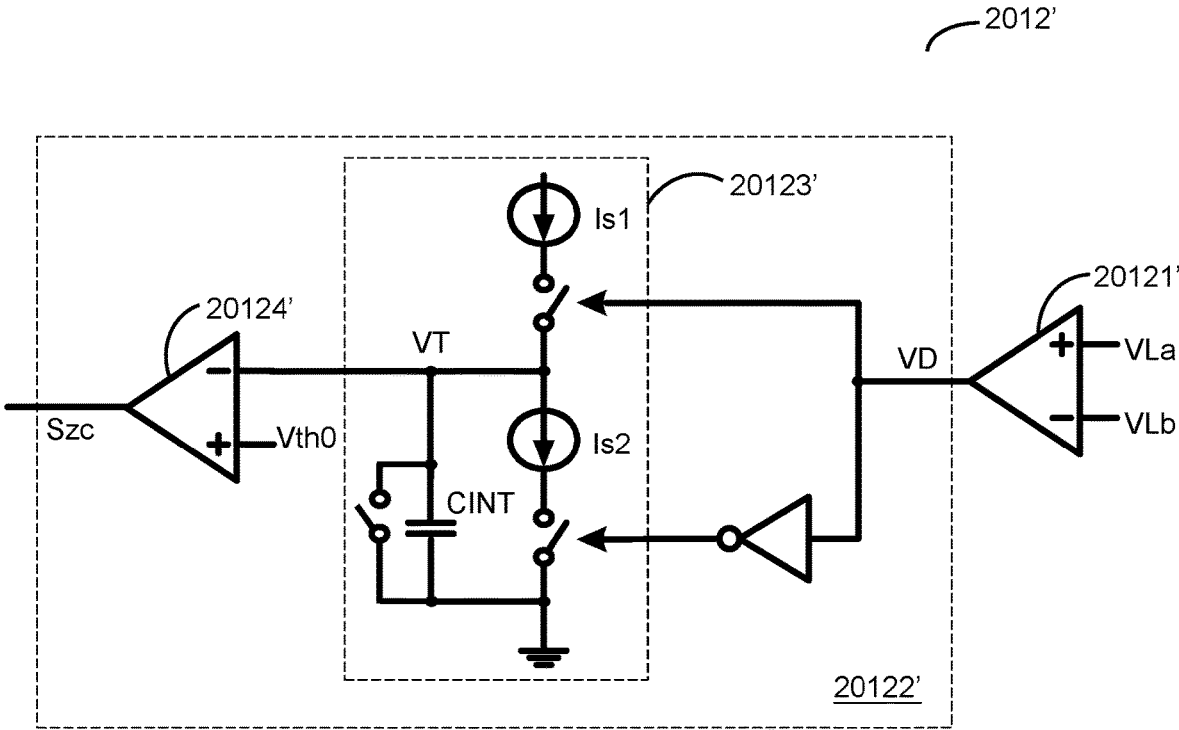 2012’
20123’
Is1
20124’
20121’
VT
VD
+
VLa
−
−
VLb
Szc
+
Vth0
Is2
CINT
20122’